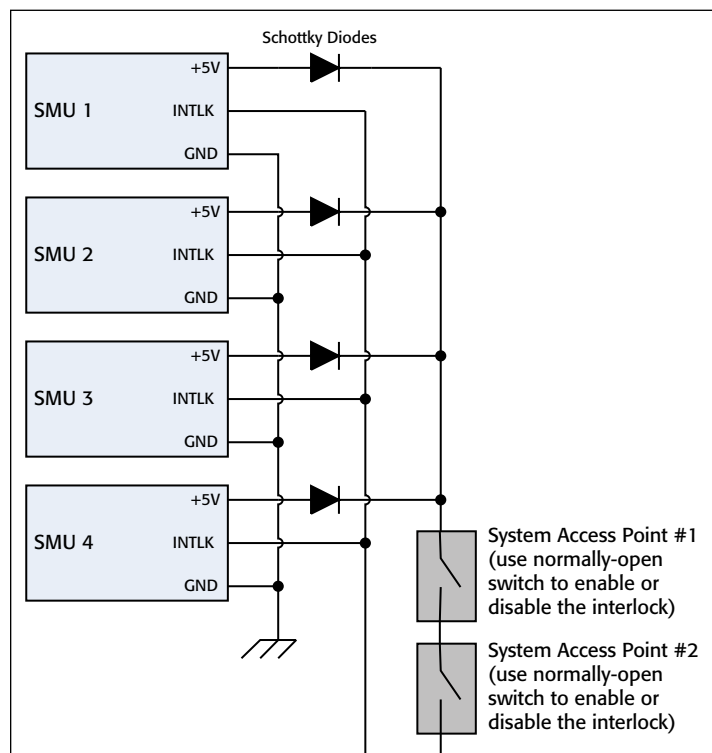 Schottky Diodes
+5V
SMU 1
INTLK
GND
+5V
SMU 2
INTLK
GND
+5V
SMU 3
INTLK
GND
+5V
SMU 4
INTLK
GND
System Access Point #1
(use normally-open
switch to enable or
disable the interlock)
System Access Point #2
(use normally-open
switch to enable or
disable the interlock)